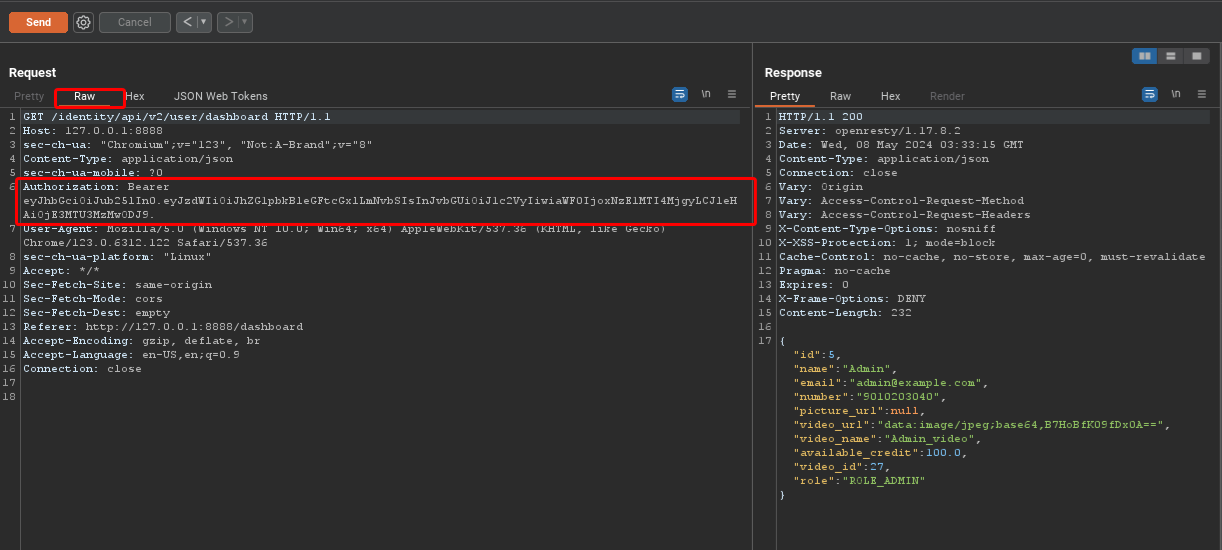 Send
Cancel
< ▾
> ▾
Request
Pretty
Raw
Hex
JSON Web Tokens
\n
1 GET /identity/api/v2/user/dashboard HTTP/1.1
2 Host: 127.0.0.1:8888
3 sec-ch-ua: "Chromium";v="123", "Not:A-Brand";v="8"
4 Content-Type: application/json
5 sec-ch-ua-mobile: ?0
6 Authorization: Bearer
eyJhbGciOiJub25lIn0.eyJzdWIiOiJhZG1pbkBleGFtcGxlLmNvbSIsInJvbGUiOiJ1c2VyIiwiaWF0IjoxNzE1MTI4MjgyLCJleH
AiOjE3MTU3MzMwODJ9.
7 User-Agent: Mozilla/5.0 (Windows NT 10.0; Win64; x64) AppleWebKit/537.36 (KHTML, like Gecko)
Chrome/123.0.6312.122 Safari/537.36
8 sec-ch-ua-platform: "Linux"
9 Accept: */*
10 Sec-Fetch-Site: same-origin
11 Sec-Fetch-Mode: cors
12 Sec-Fetch-Dest: empty
13 Referer: http://127.0.0.1:8888/dashboard
14 Accept-Encoding: gzip, deflate, br
15 Accept-Language: en-US,en;q=0.9
16 Connection: close
17
18
Response
Pretty
Raw
Hex
Render
\n
1 HTTP/1.1 200
2 Server: openresty/1.17.8.2
3 Date: Wed, 08 May 2024 03:33:15 GMT
4 Content-Type: application/json
5 Connection: close
6 Vary: Origin
7 Vary: Access-Control-Request-Method
8 Vary: Access-Control-Request-Headers
9 X-Content-Type-Options: nosniff
10 X-XSS-Protection: 1; mode=block
11 Cache-Control: no-cache, no-store, max-age=0, must-revalidate
12 Pragma: no-cache
13 Expires: 0
14 X-Frame-Options: DENY
15 Content-Length: 232
16
17 {
"id":5,
"name":"Admin",
"email":"admin@example.com",
"number":"9010203040",
"picture_url":null,
"video_url":"data:image/jpeg;base64,B7HoBfK09fDx0A==",
"video_name":"Admin_video",
"available_credit":100.0,
"video_id":27,
"role":"ROLE_ADMIN"
}